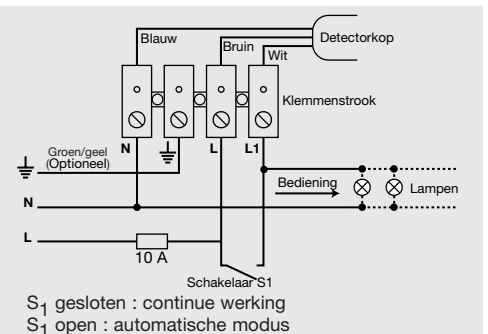 Blauw
Detectorkop
Bruin
Wit
Klemmenstrook
N
L
L1
Groen/geel
(Optioneel)
Bediening
Lampen
N
L
10 A
Schakelaar S1
S1 gesloten : continue werking
S1 open : automatische modus